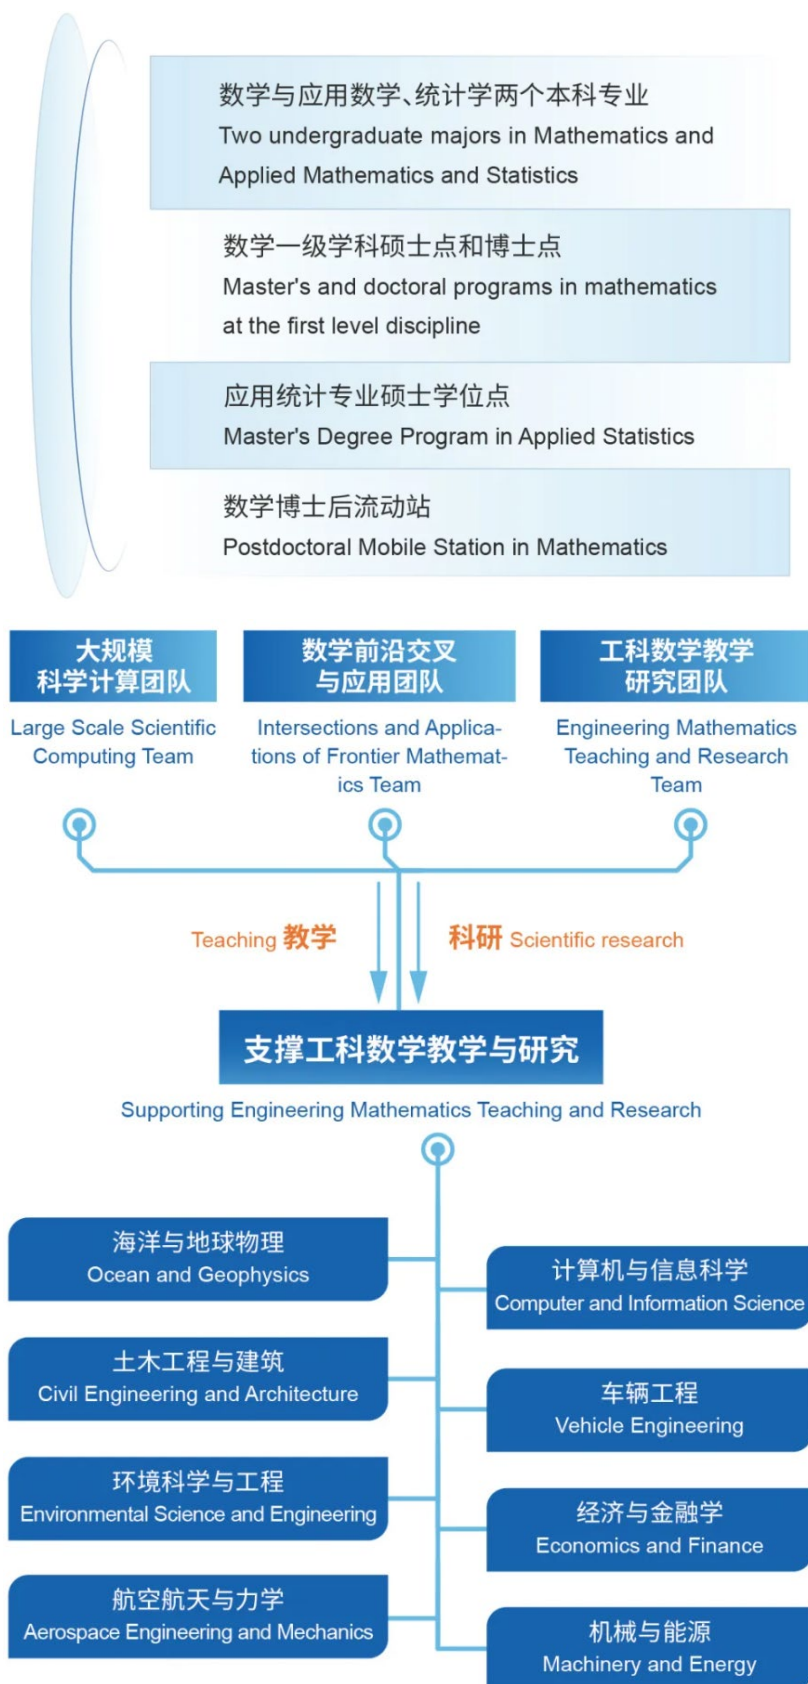 数学与应用数学、统计学两个本科专业
Two undergraduate majors in Mathematics and
Applied Mathematics and Statistics
数学一级学科硕士点和博士点
Master's and doctoral programs in mathematics
at the first level discipline
应用统计专业硕士学位点
Master's Degree Program in Applied Statistics
数学博士后流动站
Postdoctoral Mobile Station in Mathematics
大规模
科学计算团队
Large Scale Scientific
Computing Team
数学前沿交叉
与应用团队
Intersections and Applica-
tions of Frontier Mathemat-
ics Team
工科数学教学
研究团队
Engineering Mathematics
Teaching and Research
Team
Teaching 教学
科研 Scientific research
支撑工科数学教学与研究
Supporting Engineering Mathematics Teaching and Research
海洋与地球物理
Ocean and Geophysics
计算机与信息科学
Computer and Information Science
土木工程与建筑
Civil Engineering and Architecture
车辆工程
Vehicle Engineering
环境科学与工程
Environmental Science and Engineering
经济与金融学
Economics and Finance
航空航天与力学
Aerospace Engineering and Mechanics
机械与能源
Machinery and Energy